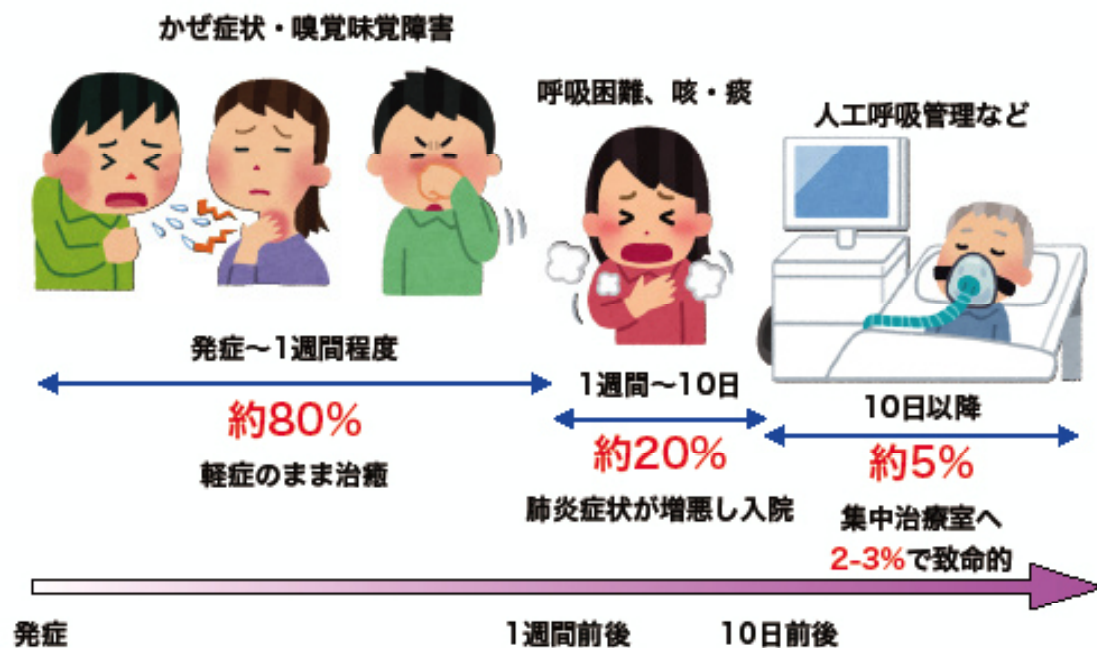 かぜ症状・嗅覚味覚障害
呼吸困難、咳・痰
人工呼吸管理など
発症～1週間程度
約80%
軽症のまま治癒
1週間～10日
約20%
肺炎症状が増悪し入院
10日以降
約5%
集中治療室へ
2-3%で致命的
発症
1週間前後
10日前後